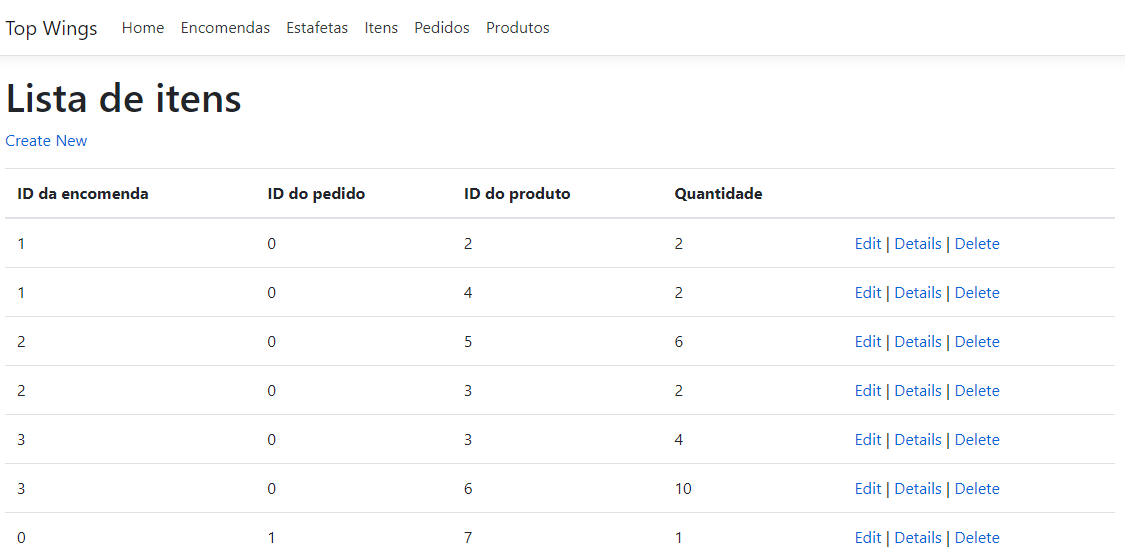 Top Wings Home Encomendas Estafetas Itens Pedidos Produtos
Lista de itens
Create New
ID da encomenda ID do pedido ID do produto Quantidade
1 0 2 2 Edit | Details | Delete
1 0 4 2 Edit | Details | Delete
2 0 5 6 Edit | Details | Delete
2 0 3 2 Edit | Details | Delete
3 0 3 4 Edit | Details | Delete
3 0 6 10 Edit | Details | Delete
0 1 7 1 Edit | Details | Delete